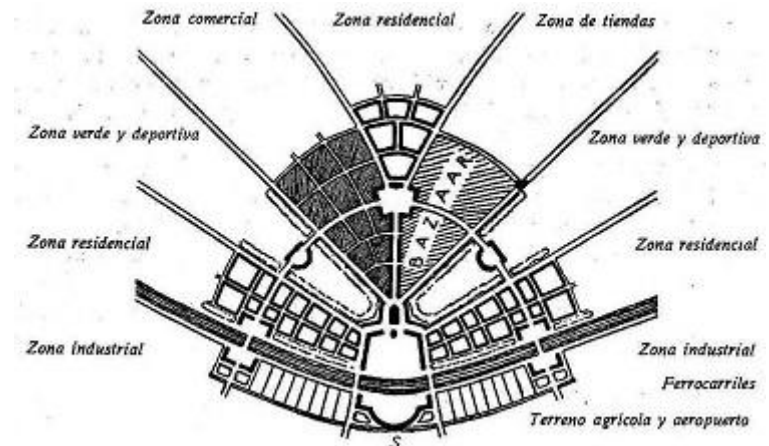 Zona comercial
Zona residencial
Zona de tiendas
Zona verde y deportiva
Zona verde y deportiva
BAZAAR
Zona residencial
Zona residencial
Zona industrial
Zona industrial
Ferrocarriles
Terreno agrícola y aeropuerto
S